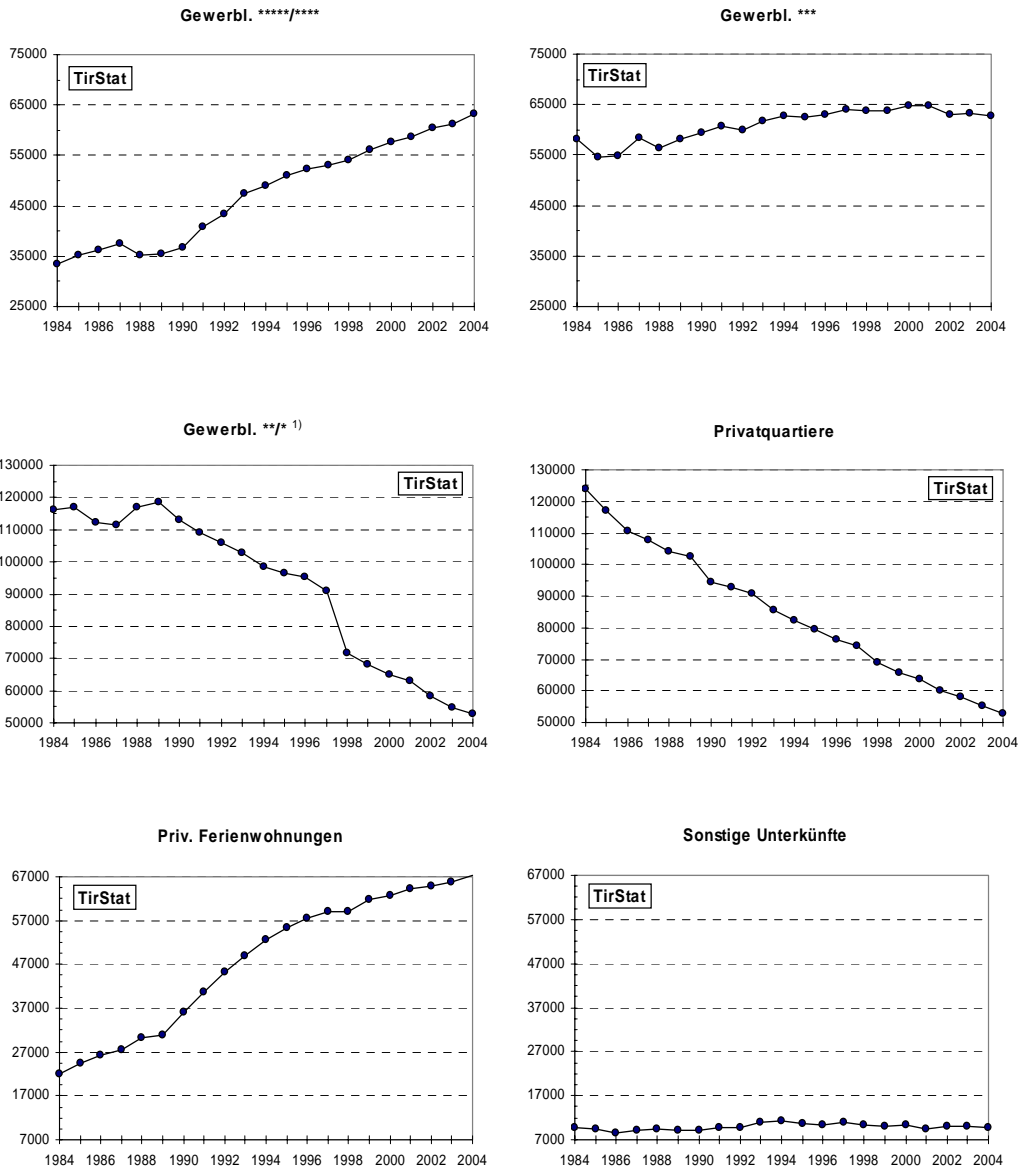 Gewerbl. *****/****
75000
65000
55000
45000
35000
25000
TirStat
1984 1986 1988 1990 1992 1994 1996 1998 2000 2002 2004
Gewerbl. ***
75000
65000
55000
45000
35000
25000
TirStat
1984 1986 1988 1990 1992 1994 1996 1998 2000 2002 2004
Gewerbl. **/* 1)
130000
120000
110000
100000
90000
80000
70000
60000
50000
TirStat
1984 1986 1988 1990 1992 1994 1996 1998 2000 2002 2004
Privatquartiere
130000
120000
110000
100000
90000
80000
70000
60000
50000
TirStat
1984 1986 1988 1990 1992 1994 1996 1998 2000 2002 2004
Priv. Ferienwohnungen
67000
57000
47000
37000
27000
17000
7000
TirStat
1984 1986 1988 1990 1992 1994 1996 1998 2000 2002 2004
Sonstige Unterkünfte
67000
57000
47000
37000
27000
17000
7000
TirStat
1984 1986 1988 1990 1992 1994 1996 1998 2000 2002 2004